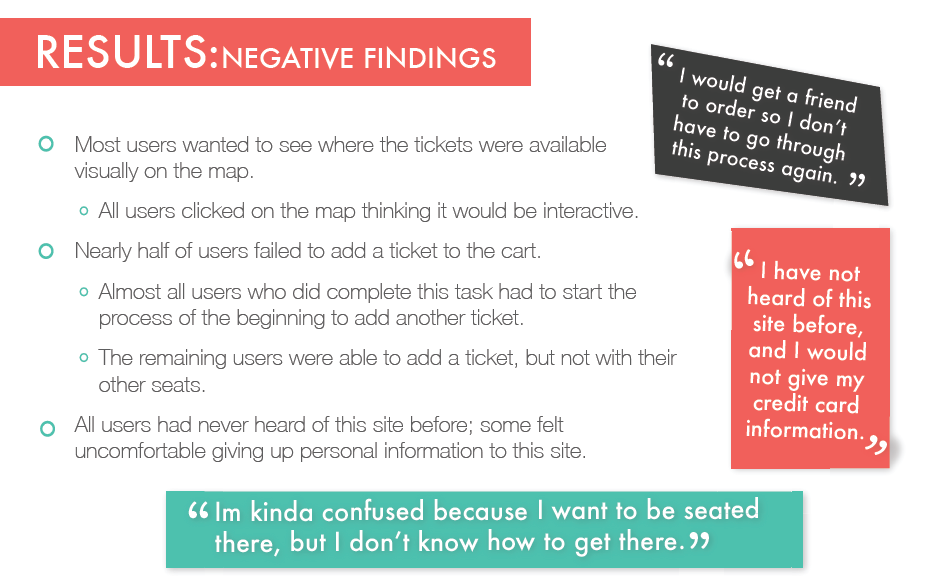 RESULTS: NEGATIVE FINDINGS
Most users wanted to see where the tickets were available
visually on the map.
All users clicked on the map thinking it would be interactive.
Nearly half of users failed to add a ticket to the cart.
Almost all users who did complete this task had to start the
process of the beginning to add another ticket.
The remaining users were able to add a ticket, but not with their
other seats.
All users had never heard of this site before; some felt
uncomfortable giving up personal information to this site.
“ I would get a friend
to order so I don’t
have to go through
this process again. ”
“ I have not
heard of this
site before,
and I would
not give my
credit card
information. ”
“ Im kinda confused because I want to be seated
there, but I don’t know how to get there. ”